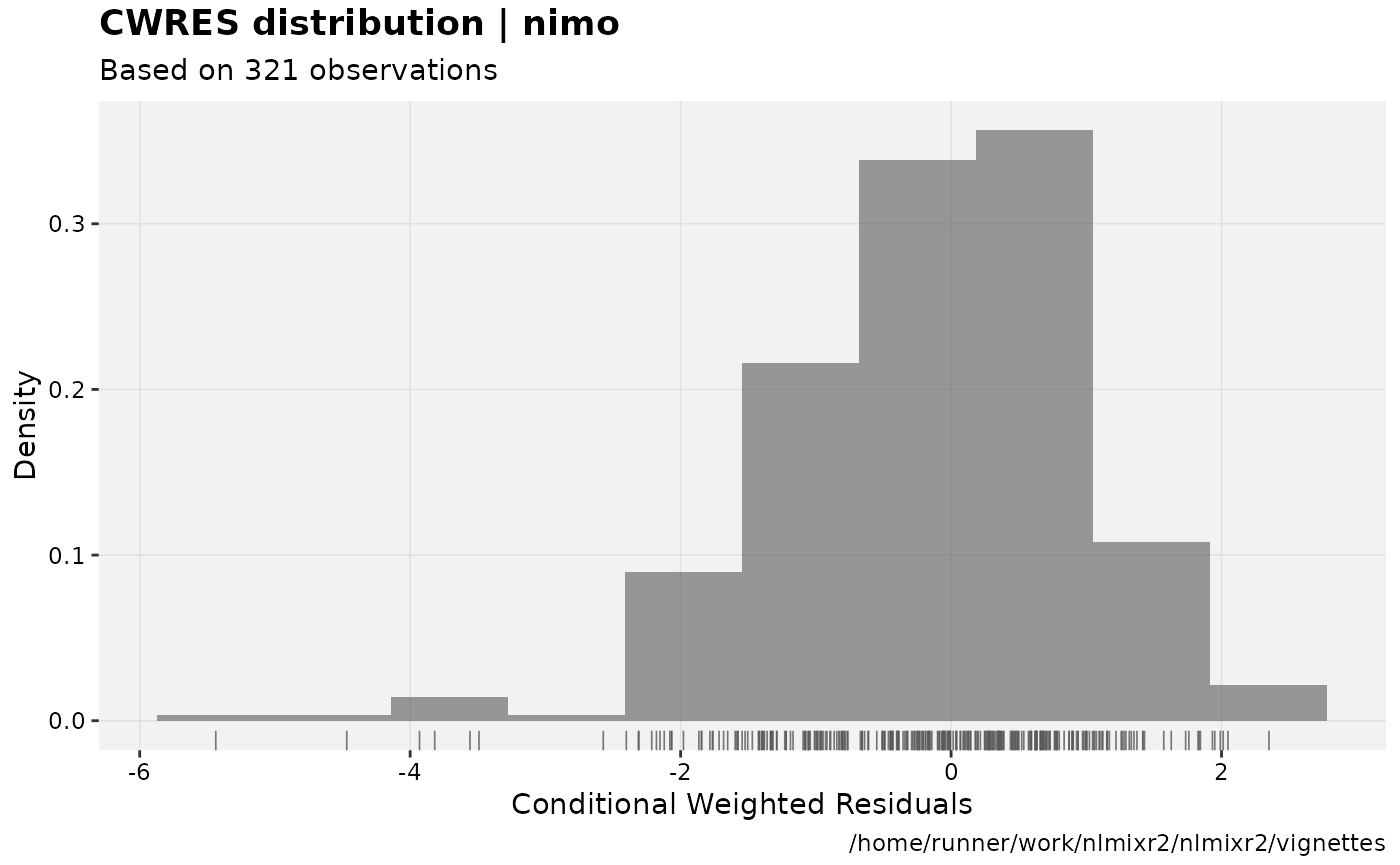 CWRES distribution | nimo
Based on 321 observations
Density
0.3
0.2
0.1
0.0
-6
-4
-2
0
2
Conditional Weighted Residuals
/home/runner/work/nlmixr2/nlmixr2/vignettes